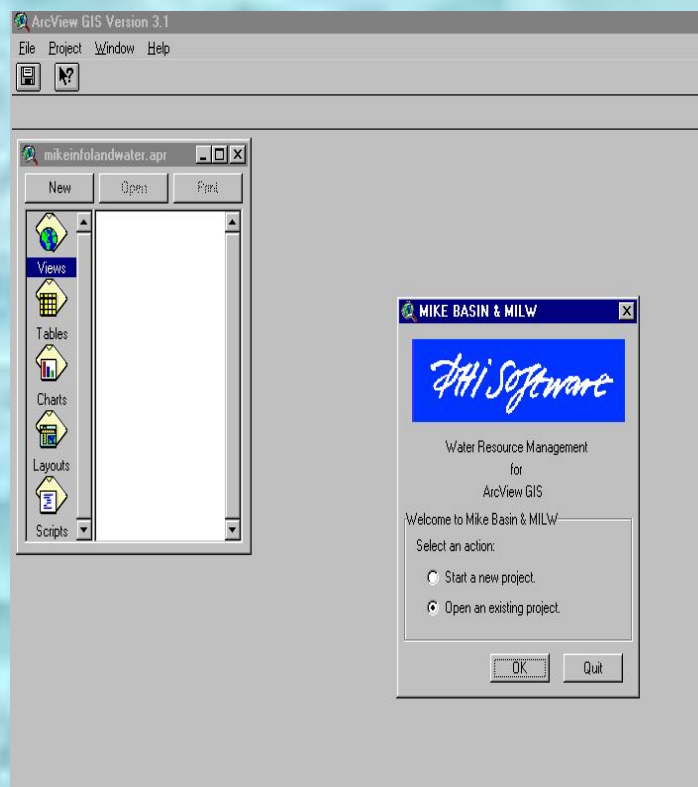 ArcView GIS Version 3.1
File Project Window Help
mikeinfolandwater.apr
New Open Print
Views
Tables
Charts
Layouts
Scripts
MIKE BASIN & MILW
DHI Software
Water Resource Management
for
ArcView GIS
Welcome to Mike Basin & MILW
Select an action:
Start a new project.
Open an existing project.
OK Quit